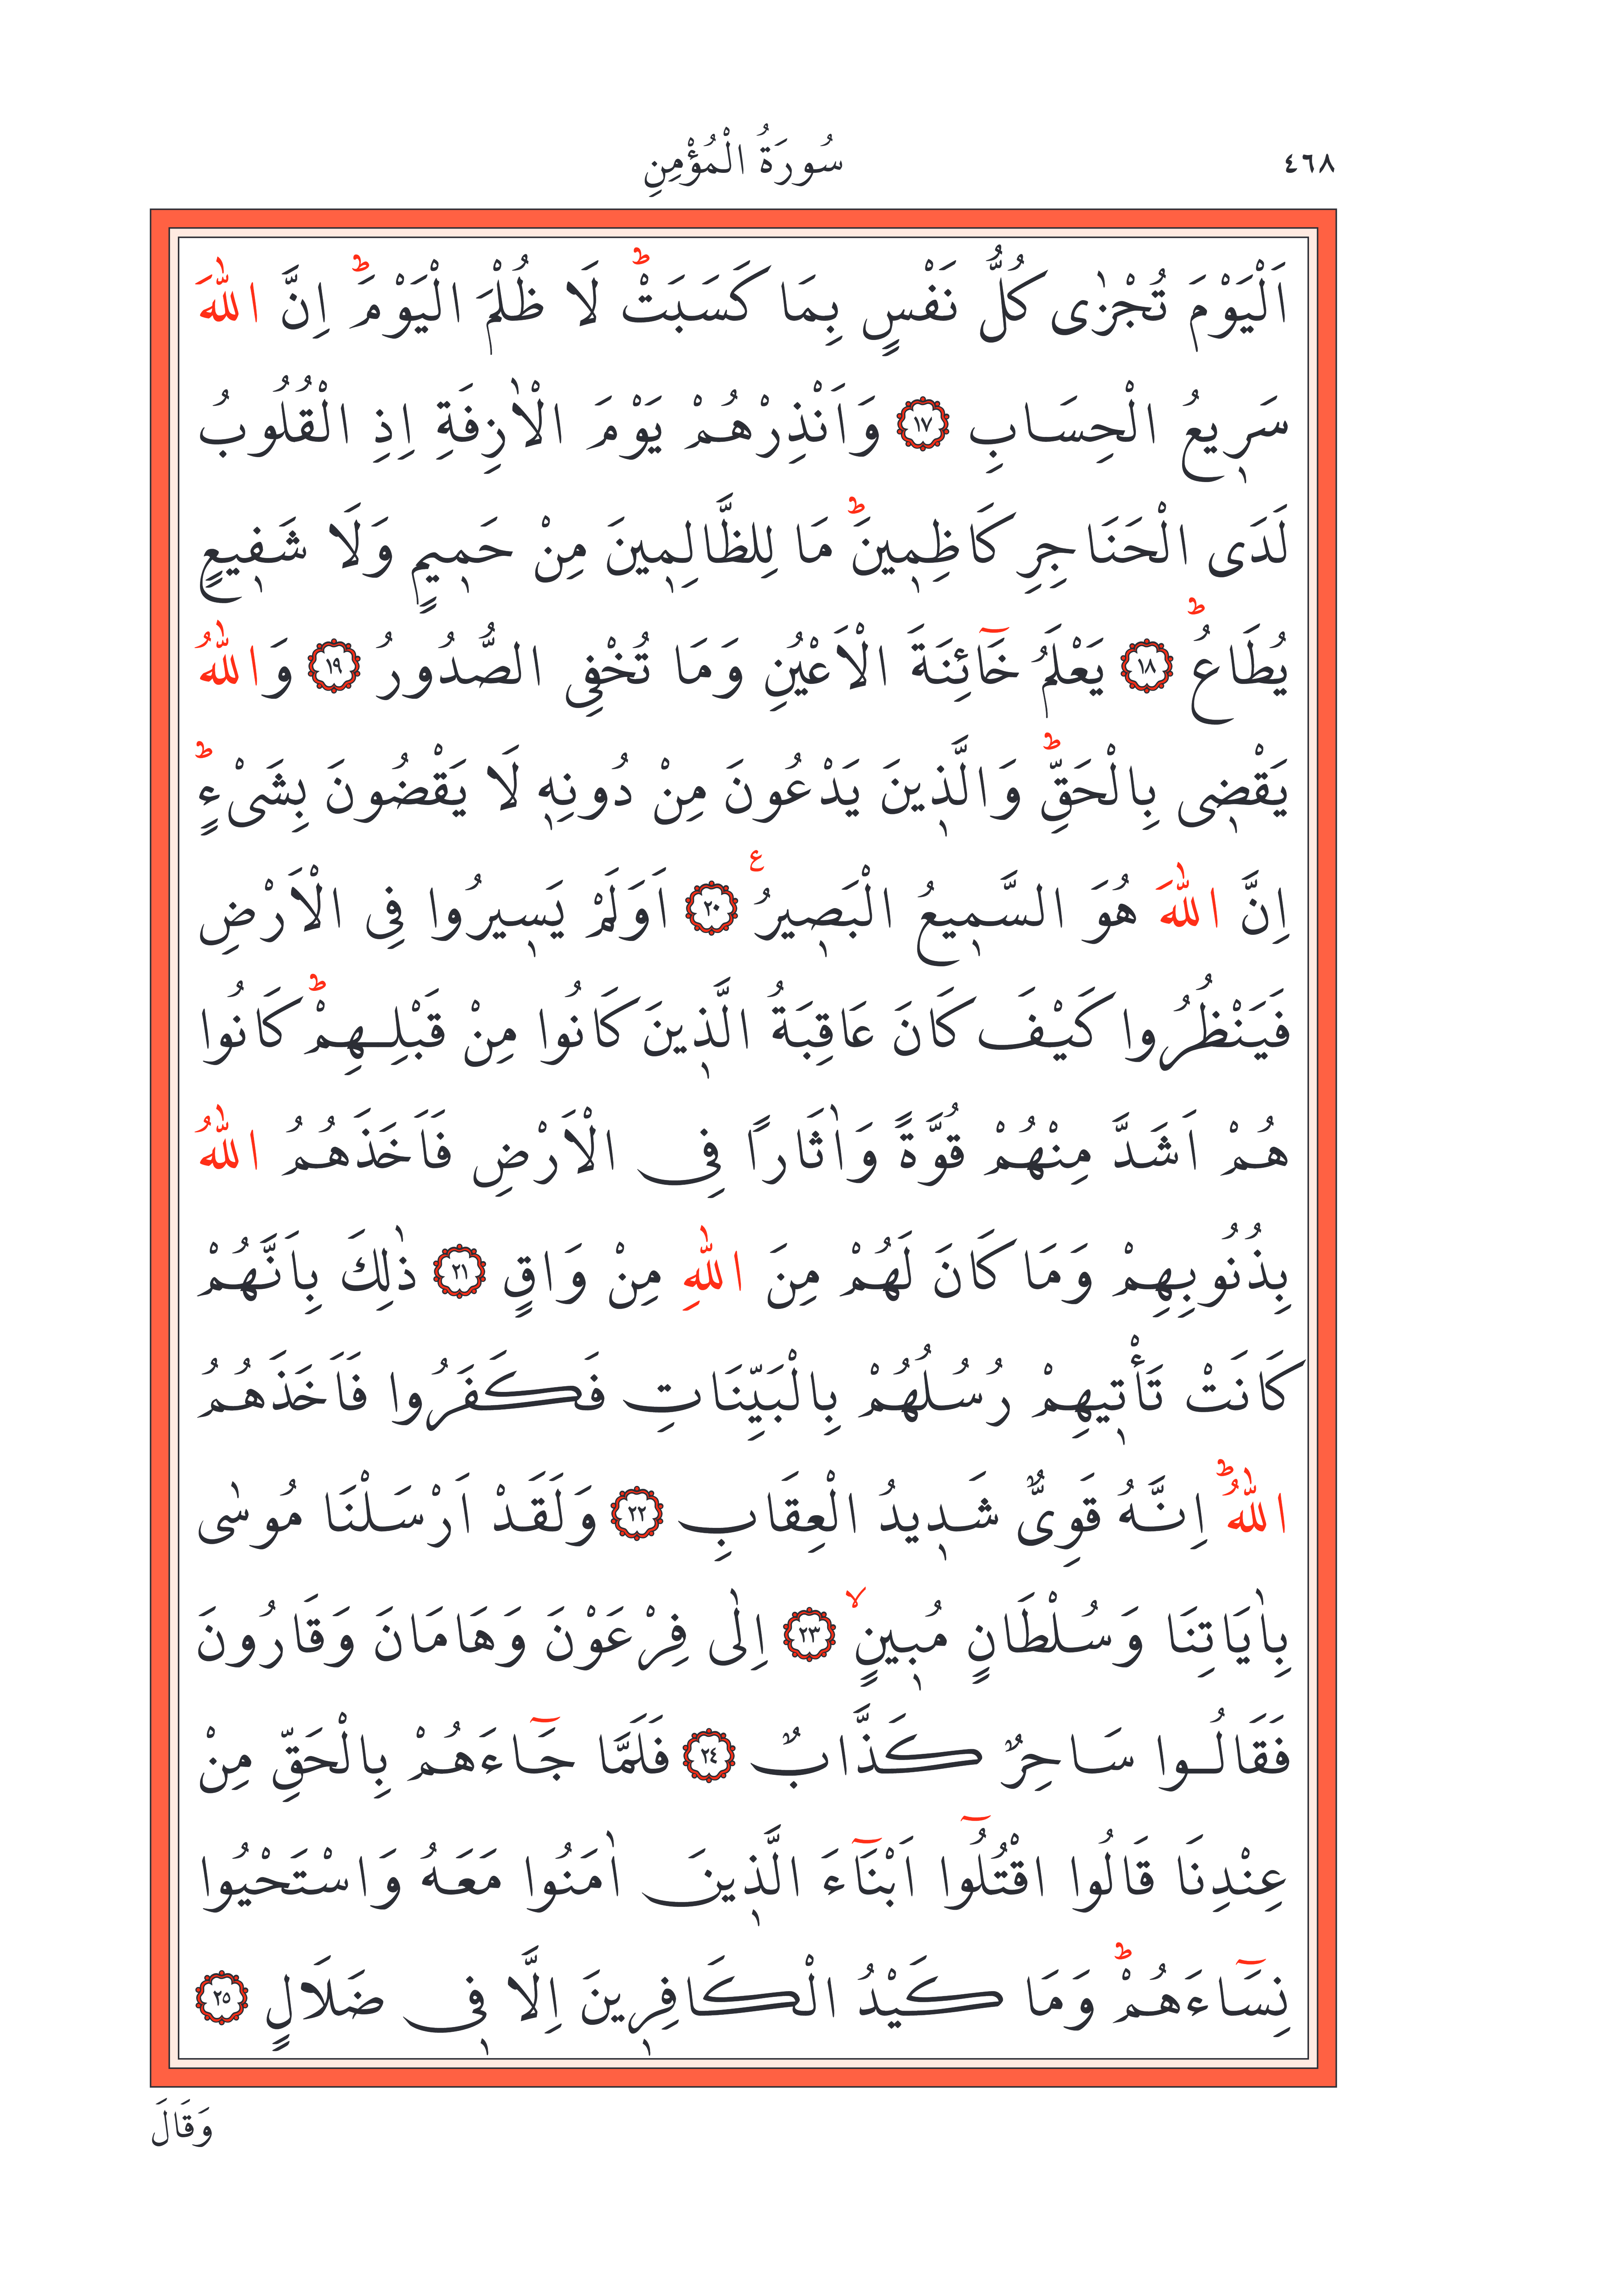 ٤٦٨
سُورَةُ الْمُؤْمِنِ
اَلْيَوْمَ تُجْزٰى كُلُّ نَفْسٍ بِمَا كَسَبَتْۜ لَا ظُلْمَ الْيَوْمَۜ اِنَّ اللّٰهَ
سَر۪يعُ الْحِسَابِ ﴿١٧﴾ وَاَنْذِرْهُمْ يَوْمَ الْاٰزِفَةِ اِذِ الْقُلُوبُ
لَدَى الْحَنَاجِرِ كَاظِم۪ينَۜ مَا لِلظَّالِم۪ينَ مِنْ حَم۪يمٍ وَلَا شَف۪يعٍ
يُطَاعُۜ ﴿١٨﴾ يَعْلَمُ خَٓائِنَةَ الْاَعْيُنِ وَمَا تُخْفِى الصُّدُورُ ﴿١٩﴾ وَاللّٰهُ
يَقْض۪ى بِالْحَقِّۜ وَالَّذ۪ينَ يَدْعُونَ مِنْ دُونِه۪ لَا يَقْضُونَ بِشَىْءٍۜ
اِنَّ اللّٰهَ هُوَ السَّم۪يعُ الْبَص۪يرُ۟ ﴿٢٠﴾ اَوَلَمْ يَس۪يرُوا فِى الْاَرْضِ
فَيَنْظُرُوا كَيْفَ كَانَ عَاقِبَةُ الَّذ۪ينَ كَانُوا مِنْ قَبْلِهِمْۜ كَانُوا
هُمْ اَشَدَّ مِنْهُمْ قُوَّةً وَاٰثَاراً فِى الْاَرْضِ فَاَخَذَهُمُ اللّٰهُ
بِذُنُوبِهِمْ وَمَا كَانَ لَهُمْ مِنَ اللّٰهِ مِنْ وَاقٍ ﴿٢١﴾ ذٰلِكَ بِاَنَّهُمْ
كَانَتْ تَأْت۪يهِمْ رُسُلُهُمْ بِالْبَيِّنَاتِ فَكَفَرُوا فَاَخَذَهُمُ
اللّٰهُۜ اِنَّهُ قَوِىٌّ شَد۪يدُ الْعِقَابِ ﴿٢٢﴾ وَلَقَدْ اَرْسَلْنَا مُوسٰى
بِاٰيَاتِنَا وَسُلْطَانٍ مُب۪ينٍۙ ﴿٢٣﴾ اِلٰى فِرْعَوْنَ وَهَامَانَ وَقَارُونَ
فَقَالُوا سَاحِرٌ كَذَّابٌ ﴿٢٤﴾ فَلَمَّا جَٓاءَهُمْ بِالْحَقِّ مِنْ
عِنْدِنَا قَالُوا اقْتُلُٓوا اَبْنَٓاءَ الَّذ۪ينَ اٰمَنُوا مَعَهُ وَاسْتَحْيُوا
نِسَٓاءَهُمْۜ وَمَا كَيْدُ الْكَافِر۪ينَ اِلَّا ف۪ى ضَلَالٍ ﴿٢٥﴾
وَقَالَ